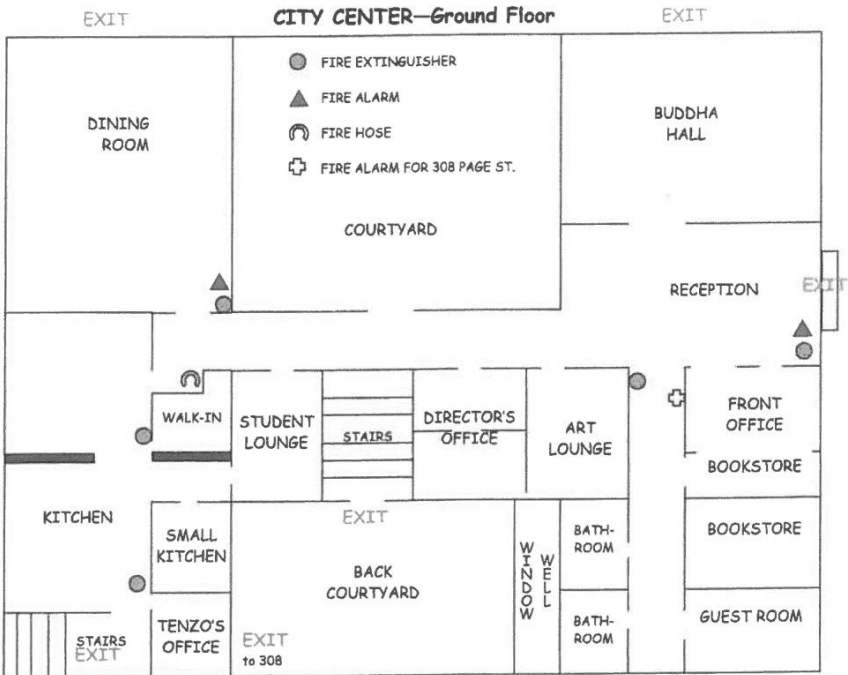 CITY CENTER—Ground Floor
EXIT
EXIT
FIRE EXTINGUISHER
FIRE ALARM
FIRE HOSE
FIRE ALARM FOR 308 PAGE ST.
DINING
ROOM
COURTYARD
BUDDHA
HALL
RECEPTION
EXIT
WALK-IN
STUDENT
LOUNGE
STAIRS
DIRECTOR'S
OFFICE
ART
LOUNGE
FRONT
OFFICE
BOOKSTORE
KITCHEN
SMALL
KITCHEN
EXIT
BACK
COURTYARD
WINDOW
WELL
BATH-
ROOM
BOOKSTORE
STAIRS
EXIT
TENZO'S
OFFICE
EXIT
to 308
BATH-
ROOM
GUEST ROOM